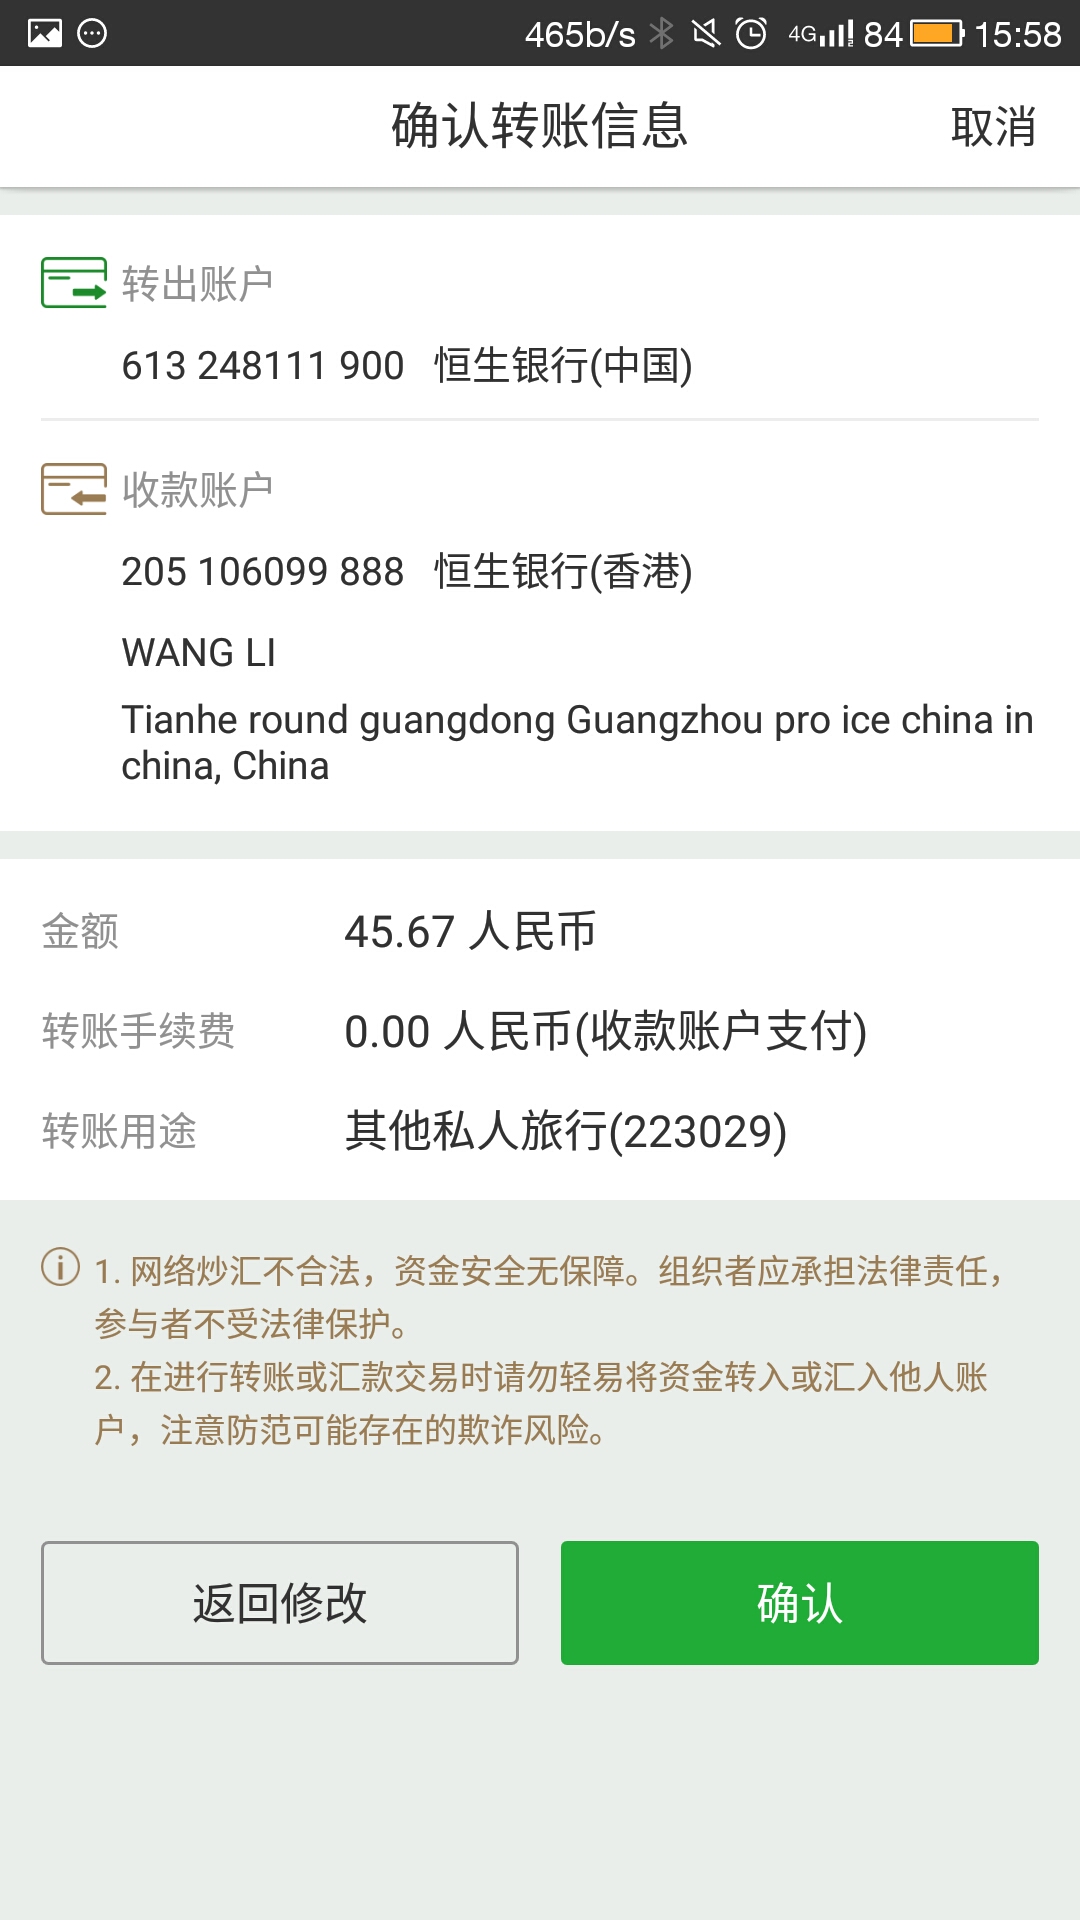 465b/s 4G 84 15:58
确认转账信息 取消
转出账户
613 248111 900 恒生银行(中国)
收款账户
205 106099 888 恒生银行(香港)
WANG LI
Tianhe round guangdong Guangzhou pro ice china in
china, China
金额 45.67 人民币
转账手续费 0.00 人民币(收款账户支付)
转账用途 其他私人旅行(223029)
1. 网络炒汇不合法，资金安全无保障。组织者应承担法律责任，
参与者不受法律保护。
2. 在进行转账或汇款交易时请勿轻易将资金转入或汇入他人账
户，注意防范可能存在的欺诈风险。
返回修改 确认